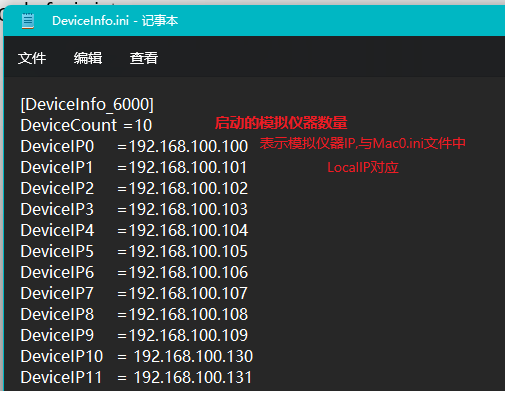 DeviceInfo.ini - 记事本
文件 编辑 查看
[DeviceInfo_6000]
DeviceCount =10 启动的模拟仪器数量
DeviceIP0 =192.168.100.100 表示模拟仪器IP,与Mac0.ini文件中
DeviceIP1 =192.168.100.101 LocalIP对应
DeviceIP2 =192.168.100.102
DeviceIP3 =192.168.100.103
DeviceIP4 =192.168.100.104
DeviceIP5 =192.168.100.105
DeviceIP6 =192.168.100.106
DeviceIP7 =192.168.100.107
DeviceIP8 =192.168.100.108
DeviceIP9 =192.168.100.109
DeviceIP10 = 192.168.100.130
DeviceIP11 = 192.168.100.131